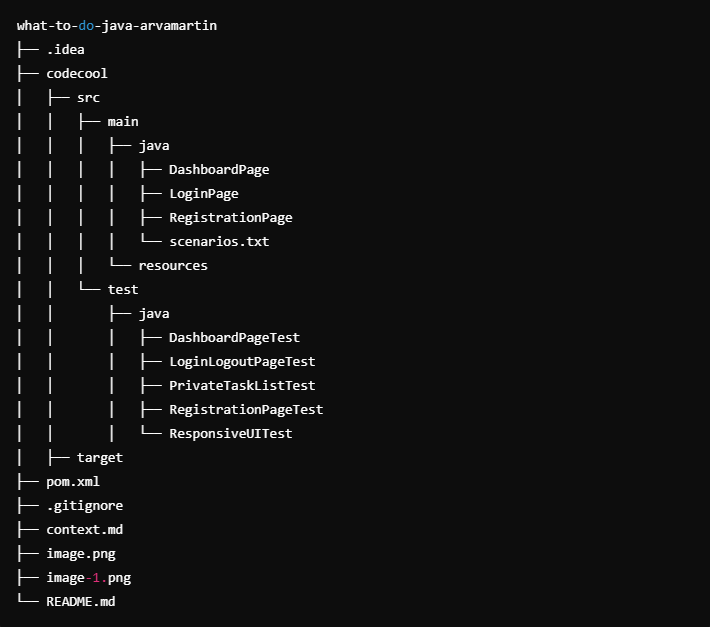 what-to-do-java-arvamartin
├── .idea
├── codecool
│   ├── src
│   │   ├── main
│   │   │   ├── java
│   │   │   │   ├── DashboardPage
│   │   │   │   ├── LoginPage
│   │   │   │   ├── RegistrationPage
│   │   │   │   └── scenarios.txt
│   │   │   └── resources
│   │   └── test
│   │       ├── java
│   │       │   ├── DashboardPageTest
│   │       │   ├── LoginLogoutPageTest
│   │       │   ├── PrivateTaskListTest
│   │       │   ├── RegistrationPageTest
│   │       │   └── ResponsiveUITest
│   ├── target
├── pom.xml
├── .gitignore
├── context.md
├── image.png
├── image-1.png
└── README.md